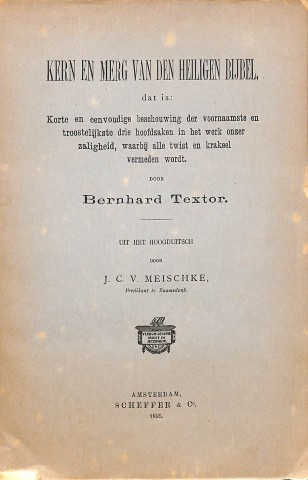 KERN EN MERG VAN DEN HEILIGEN BIJBEL,
dat is:
Korte en eenvoudige beschouwing der voornaamste en
troostelijkste drie hoofdzaken in het werk onzer
zaligheid, waarbij alle twist en krakeel
vermeden wordt.
DOOR
Bernhard Textor.
UIT HET HOOGDUITSCH
DOOR
J. C. V. MEISCHKE,
Predikant te Raamsdonk.
AMSTERDAM,
SCHEFFER & Co.